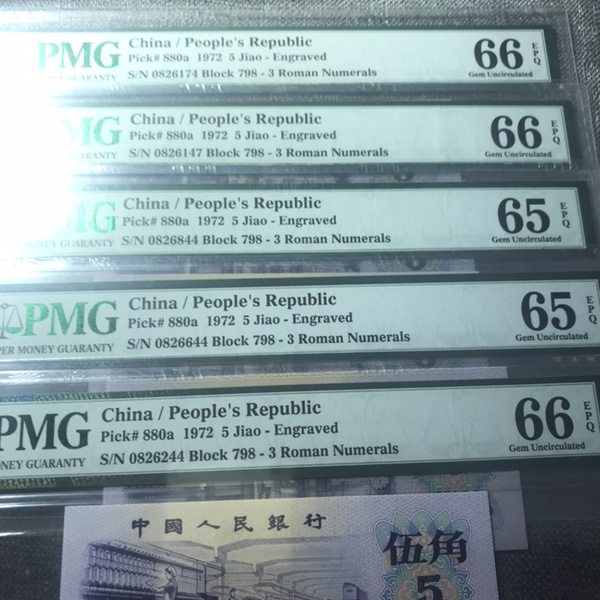 PMG
China / People's Republic
Pick# 880a 1972 5 Jiao - Engraved
S/N 0826174 Block 798 - 3 Roman Numerals
66 EPQ
Gem Uncirculated
MG
China / People's Republic
Pick# 880a 1972 5 Jiao - Engraved
S/N 0826147 Block 798 - 3 Roman Numerals
66 EPQ
Gem Uncirculated
MG
MONEY GUARANTY
China / People's Republic
Pick# 880a 1972 5 Jiao - Engraved
S/N 0826844 Block 798 - 3 Roman Numerals
65 EPQ
Gem Uncirculated
PMG
PER MONEY GUARANTY
China / People's Republic
Pick# 880a 1972 5 Jiao - Engraved
S/N 0826644 Block 798 - 3 Roman Numerals
65 EPQ
Gem Uncirculated
PMG
ONEY GUARANTY
China / People's Republic
Pick# 880a 1972 5 Jiao - Engraved
S/N 0826244 Block 798 - 3 Roman Numerals
66 EPQ
Gem Uncirculated
中國人民銀行
伍角
5